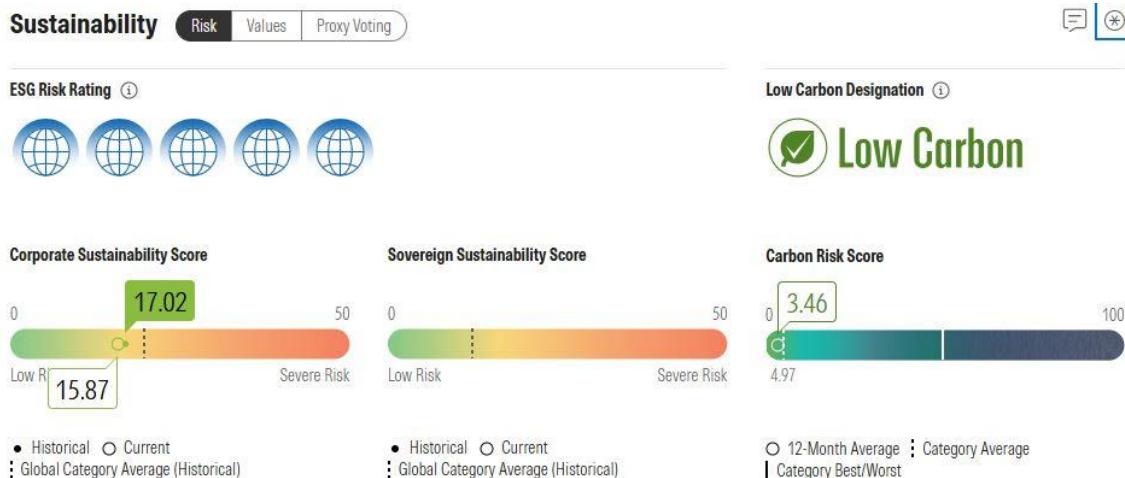 Sustainability Risk Values Proxy Voting
ESG Risk Rating
Low Carbon Designation
Low Carbon
Corporate Sustainability Score
17.02
0 50
Low R Severe Risk
15.87
● Historical ○ Current
Global Category Average (Historical)
Sovereign Sustainability Score
0 50
Low Risk Severe Risk
● Historical ○ Current
Global Category Average (Historical)
Carbon Risk Score
3.46
0 100
4.97
○ 12-Month Average Category Average
Category Best/Worst